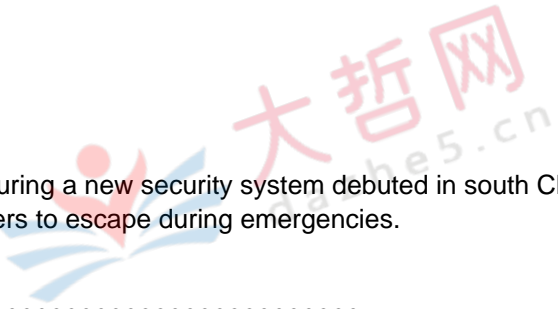 大哲网
dazhe5.cn
uring a new security system debuted in south C
ers to escape during emergencies.